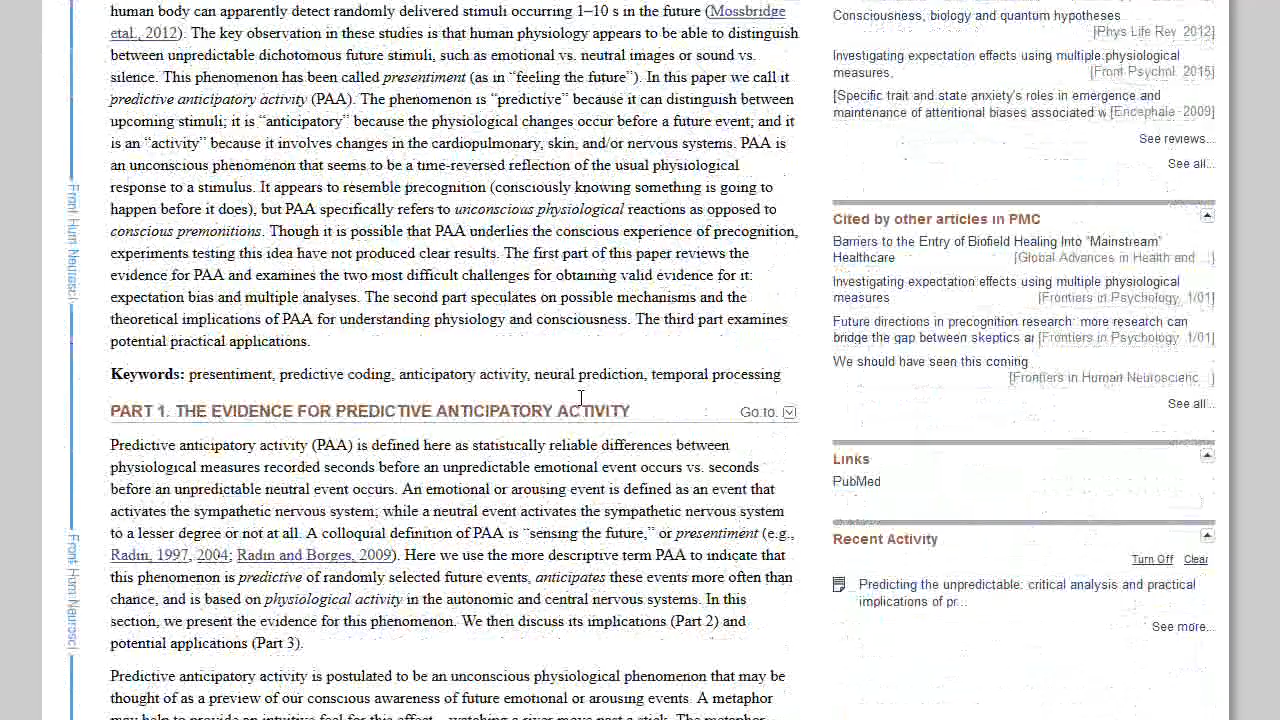 human body can apparently detect randomly delivered stimuli occurring 1–10 s in the future (Mossbridge
et al., 2012). The key observation in these studies is that human physiology appears to be able to distinguish
between unpredictable dichotomous future stimuli, such as emotional vs. neutral images or sound vs.
silence. This phenomenon has been called presentiment (as in “feeling the future”). In this paper we call it
predictive anticipatory activity (PAA). The phenomenon is “predictive” because it can distinguish between
upcoming stimuli; it is “anticipatory” because the physiological changes occur before a future event; and it
is an “activity” because it involves changes in the cardiopulmonary, skin, and/or nervous systems. PAA is
an unconscious phenomenon that seems to be a time-reversed reflection of the usual physiological
response to a stimulus. It appears to resemble precognition (consciously knowing something is going to
happen before it does), but PAA specifically refers to unconscious physiological reactions as opposed to
conscious premonitions. Though it is possible that PAA underlies the conscious experience of precognition,
experiments testing this idea have not produced clear results. The first part of this paper reviews the
evidence for PAA and examines the two most difficult challenges for obtaining valid evidence for it:
expectation bias and multiple analyses. The second part speculates on possible mechanisms and the
theoretical implications of PAA for understanding physiology and consciousness. The third part examines
potential practical applications.
Keywords: presentiment, predictive coding, anticipatory activity, neural prediction, temporal processing
PART 1. THE EVIDENCE FOR PREDICTIVE ANTICIPATORY ACTIVITY Go to:
Predictive anticipatory activity (PAA) is defined here as statistically reliable differences between
physiological measures recorded seconds before an unpredictable emotional event occurs vs. seconds
before an unpredictable neutral event occurs. An emotional or arousing event is defined as an event that
activates the sympathetic nervous system; while a neutral event activates the sympathetic nervous system
to a lesser degree or not at all. A colloquial definition of PAA is “sensing the future,” or presentiment (e.g.,
Radin, 1997, 2004; Radin and Borges, 2009). Here we use the more descriptive term PAA to indicate that
this phenomenon is predictive of randomly selected future events, anticipates these events more often than
chance, and is based on physiological activity in the autonomic and central nervous systems. In this
section, we present the evidence for this phenomenon. We then discuss its implications (Part 2) and
potential applications (Part 3).
Predictive anticipatory activity is postulated to be an unconscious physiological phenomenon that may be
thought of as a preview of our conscious awareness of future emotional or arousing events. A metaphor
may help to provide an intuitive feel for this effect—watching a river move past a stick. The metaphor
Front Hum Neurosci
Front Hum Neurosci
Consciousness, biology and quantum hypotheses.
[Phys Life Rev. 2012]
Investigating expectation effects using multiple physiological
measures. [Front Psychol. 2015]
[Specific trait and state anxiety's roles in emergence and
maintenance of attentional biases associated w [Encephale. 2009]
See reviews...
See all...
Cited by other articles in PMC
Barriers to the Entry of Biofield Healing Into “Mainstream”
Healthcare [Global Advances in Health and ...]
Investigating expectation effects using multiple physiological
measures [Frontiers in Psychology. 1/01]
Future directions in precognition research: more research can
bridge the gap between skeptics ar [Frontiers in Psychology. 1/01]
We should have seen this coming
[Frontiers in Human Neuroscienc...]
See all...
Links
PubMed
Recent Activity
Turn Off Clear
Predicting the unpredictable: critical analysis and practical
implications of pr...
See more...